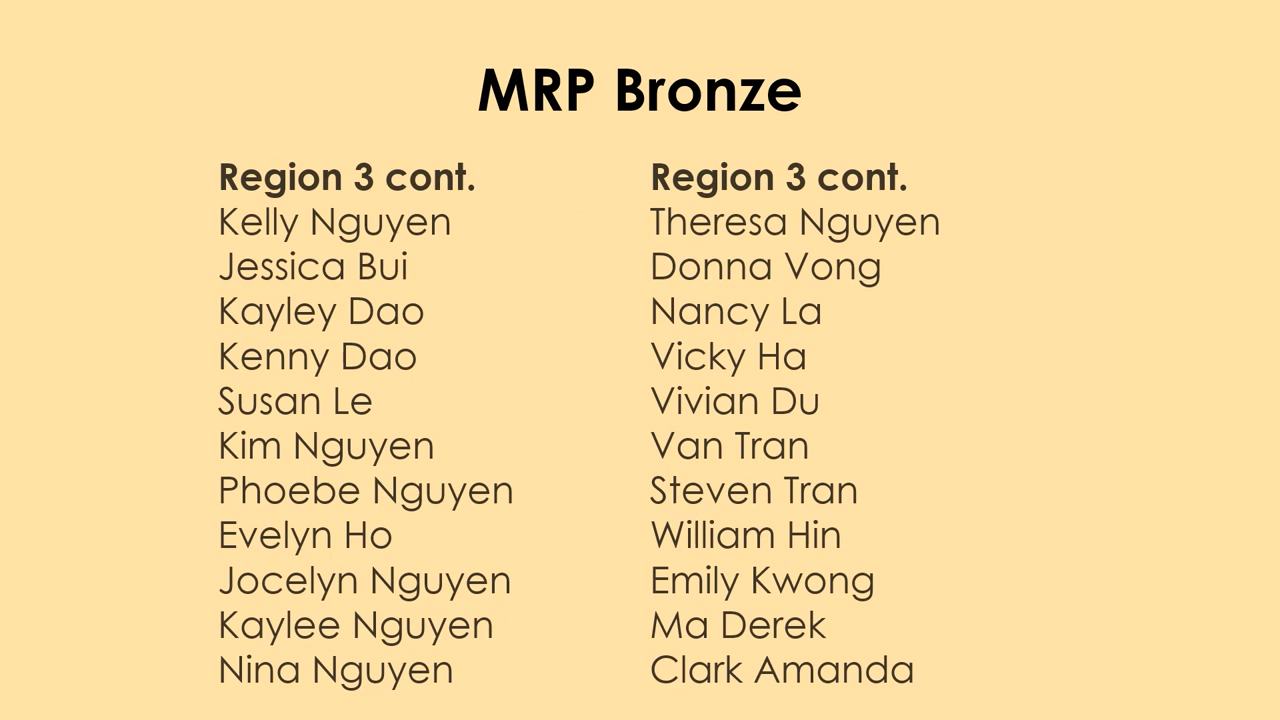 MRP Bronze
Region 3 cont.
Kelly Nguyen
Jessica Bui
Kayley Dao
Kenny Dao
Susan Le
Kim Nguyen
Phoebe Nguyen
Evelyn Ho
Jocelyn Nguyen
Kaylee Nguyen
Nina Nguyen
Region 3 cont.
Theresa Nguyen
Donna Vong
Nancy La
Vicky Ha
Vivian Du
Van Tran
Steven Tran
William Hin
Emily Kwong
Ma Derek
Clark Amanda